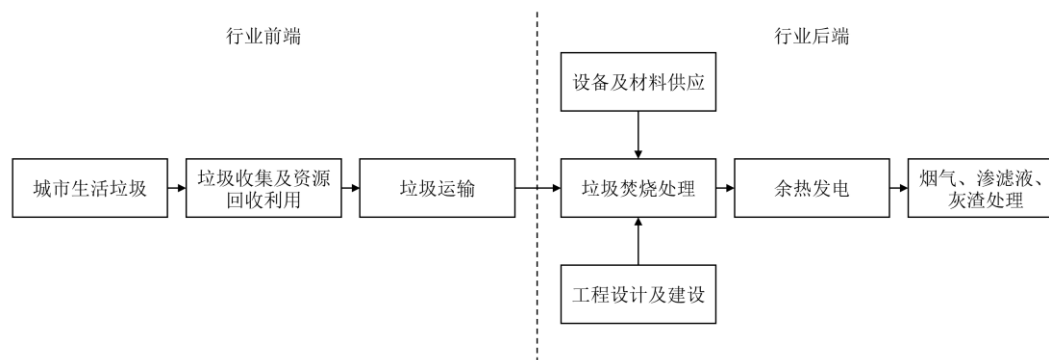 行业前端
行业后端
设备及材料供应
城市生活垃圾
垃圾收集及资源
回收利用
垃圾运输
垃圾焚烧处理
余热发电
烟气、渗滤液、
灰渣处理
工程设计及建设